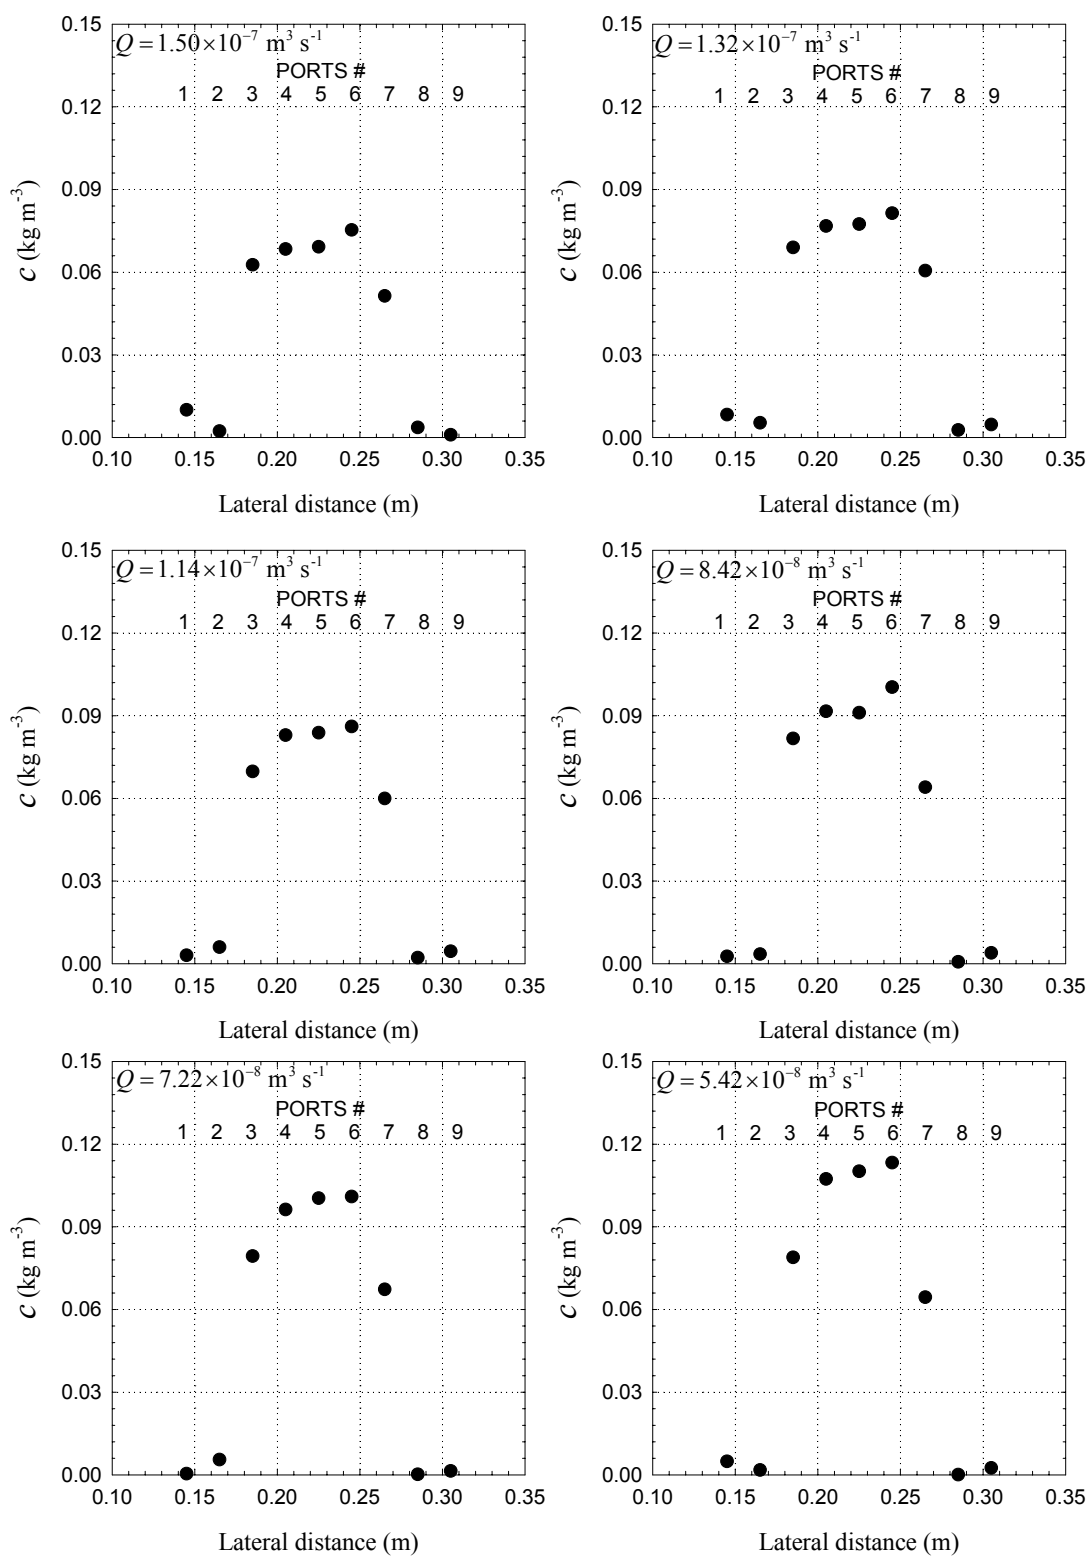 Q = 1.50×10⁻⁷ m³ s⁻¹
PORTS #
1 2 3 4 5 6 7 8 9
0.15
0.12
0.09
0.06
0.03
0.00
c (kg m⁻³)
0.10 0.15 0.20 0.25 0.30 0.35
Lateral distance (m)
Q = 1.32×10⁻⁷ m³ s⁻¹
PORTS #
1 2 3 4 5 6 7 8 9
0.15
0.12
0.09
0.06
0.03
0.00
c (kg m⁻³)
0.10 0.15 0.20 0.25 0.30 0.35
Lateral distance (m)
Q = 1.14×10⁻⁷ m³ s⁻¹
PORTS #
1 2 3 4 5 6 7 8 9
0.15
0.12
0.09
0.06
0.03
0.00
c (kg m⁻³)
0.10 0.15 0.20 0.25 0.30 0.35
Lateral distance (m)
Q = 8.42×10⁻⁸ m³ s⁻¹
PORTS #
1 2 3 4 5 6 7 8 9
0.15
0.12
0.09
0.06
0.03
0.00
c (kg m⁻³)
0.10 0.15 0.20 0.25 0.30 0.35
Lateral distance (m)
Q = 7.22×10⁻⁸ m³ s⁻¹
PORTS #
1 2 3 4 5 6 7 8 9
0.15
0.12
0.09
0.06
0.03
0.00
c (kg m⁻³)
0.10 0.15 0.20 0.25 0.30 0.35
Lateral distance (m)
Q = 5.42×10⁻⁸ m³ s⁻¹
PORTS #
1 2 3 4 5 6 7 8 9
0.15
0.12
0.09
0.06
0.03
0.00
c (kg m⁻³)
0.10 0.15 0.20 0.25 0.30 0.35
Lateral distance (m)